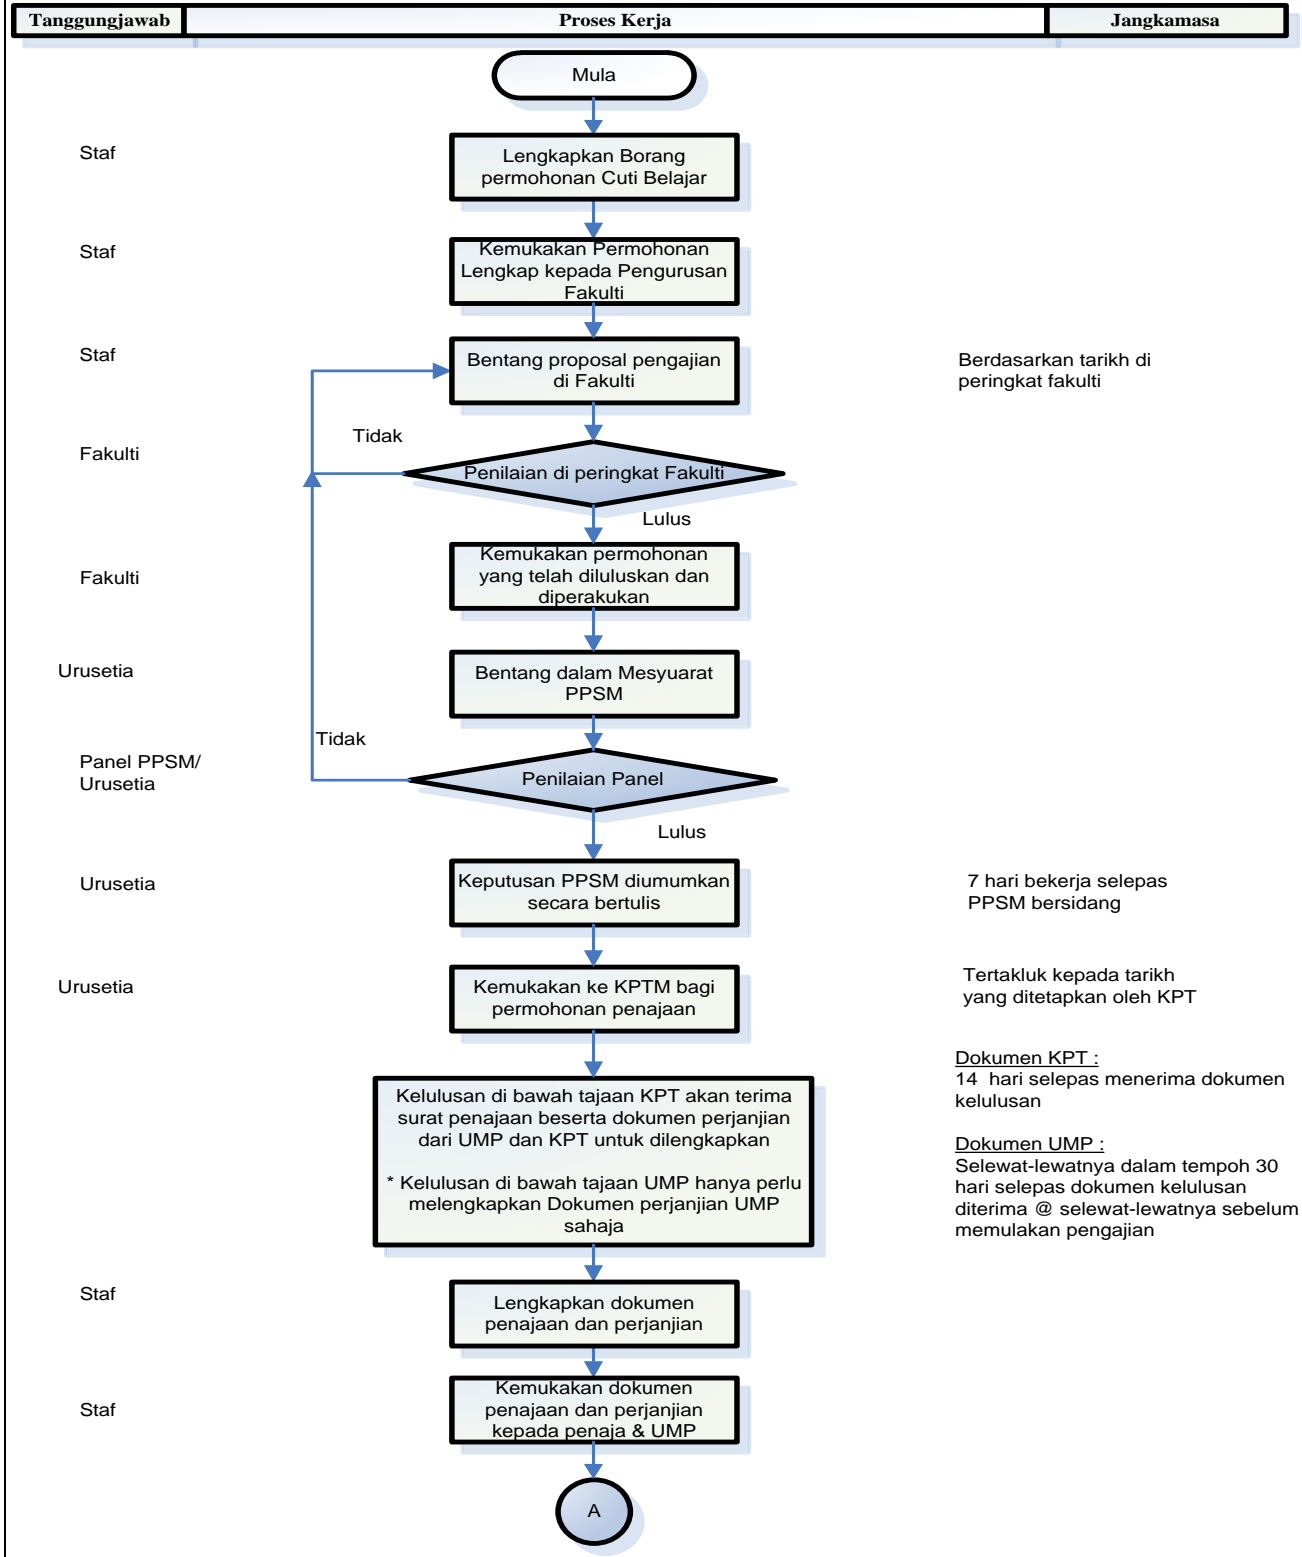 Tanggungjawab
Proses Kerja
Jangkamasa
Mula
Staf
Lengkapkan Borang
permohonan Cuti Belajar
Staf
Kemukakan Permohonan
Lengkap kepada Pengurusan
Fakulti
Staf
Bentang proposal pengajian
di Fakulti
Berdasarkan tarikh di
peringkat fakulti
Tidak
Fakulti
Penilaian di peringkat Fakulti
Lulus
Fakulti
Kemukakan permohonan
yang telah diluluskan dan
diperakukan
Urusetia
Bentang dalam Mesyuarat
PPSM
Tidak
Panel PPSM/
Urusetia
Penilaian Panel
Lulus
Urusetia
Keputusan PPSM diumumkan
secara bertulis
7 hari bekerja selepas
PPSM bersidang
Urusetia
Kemukakan ke KPTM bagi
permohonan penajaan
Tertakluk kepada tarikh
yang ditetapkan oleh KPT
Kelulusan di bawah tajaan KPT akan terima
surat penajaan beserta dokumen perjanjian
dari UMP dan KPT untuk dilengkapkan
* Kelulusan di bawah tajaan UMP hanya perlu
melengkapkan Dokumen perjanjian UMP
sahaja
Dokumen KPT :
14 hari selepas menerima dokumen
kelulusan
Dokumen UMP :
Selewat-lewatnya dalam tempoh 30
hari selepas dokumen kelulusan
diterima @ selewat-lewatnya sebelum
memulakan pengajian
Staf
Lengkapkan dokumen
penajaan dan perjanjian
Staf
Kemukakan dokumen
penajaan dan perjanjian
kepada penaja & UMP
A